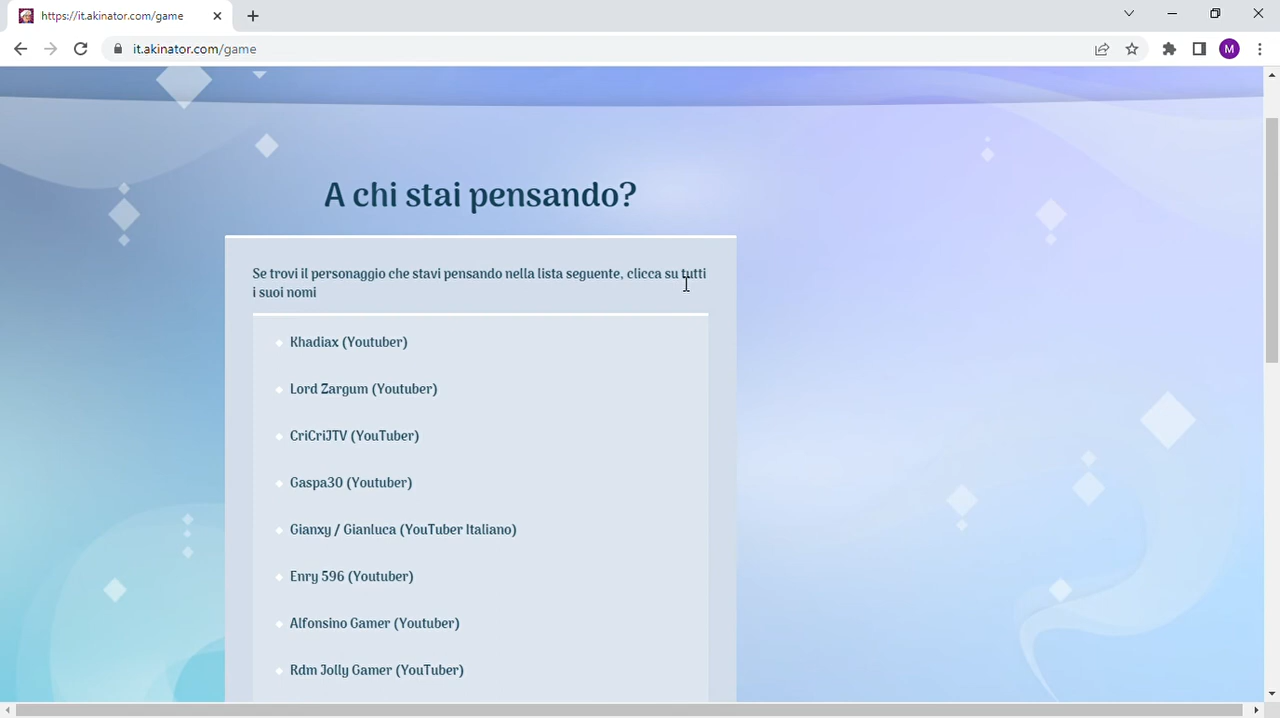 https://it.akinator.com/game
it.akinator.com/game
M
A chi stai pensando?
Se trovi il personaggio che stavi pensando nella lista seguente, clicca su tutti
i suoi nomi
Khadiax (Youtuber)
Lord Zargum (Youtuber)
CriCriJTV (YouTuber)
Gaspa30 (Youtuber)
Gianxy / Gianluca (YouTuber Italiano)
Enry 596 (Youtuber)
Alfonsino Gamer (Youtuber)
Rdm Jolly Gamer (YouTuber)